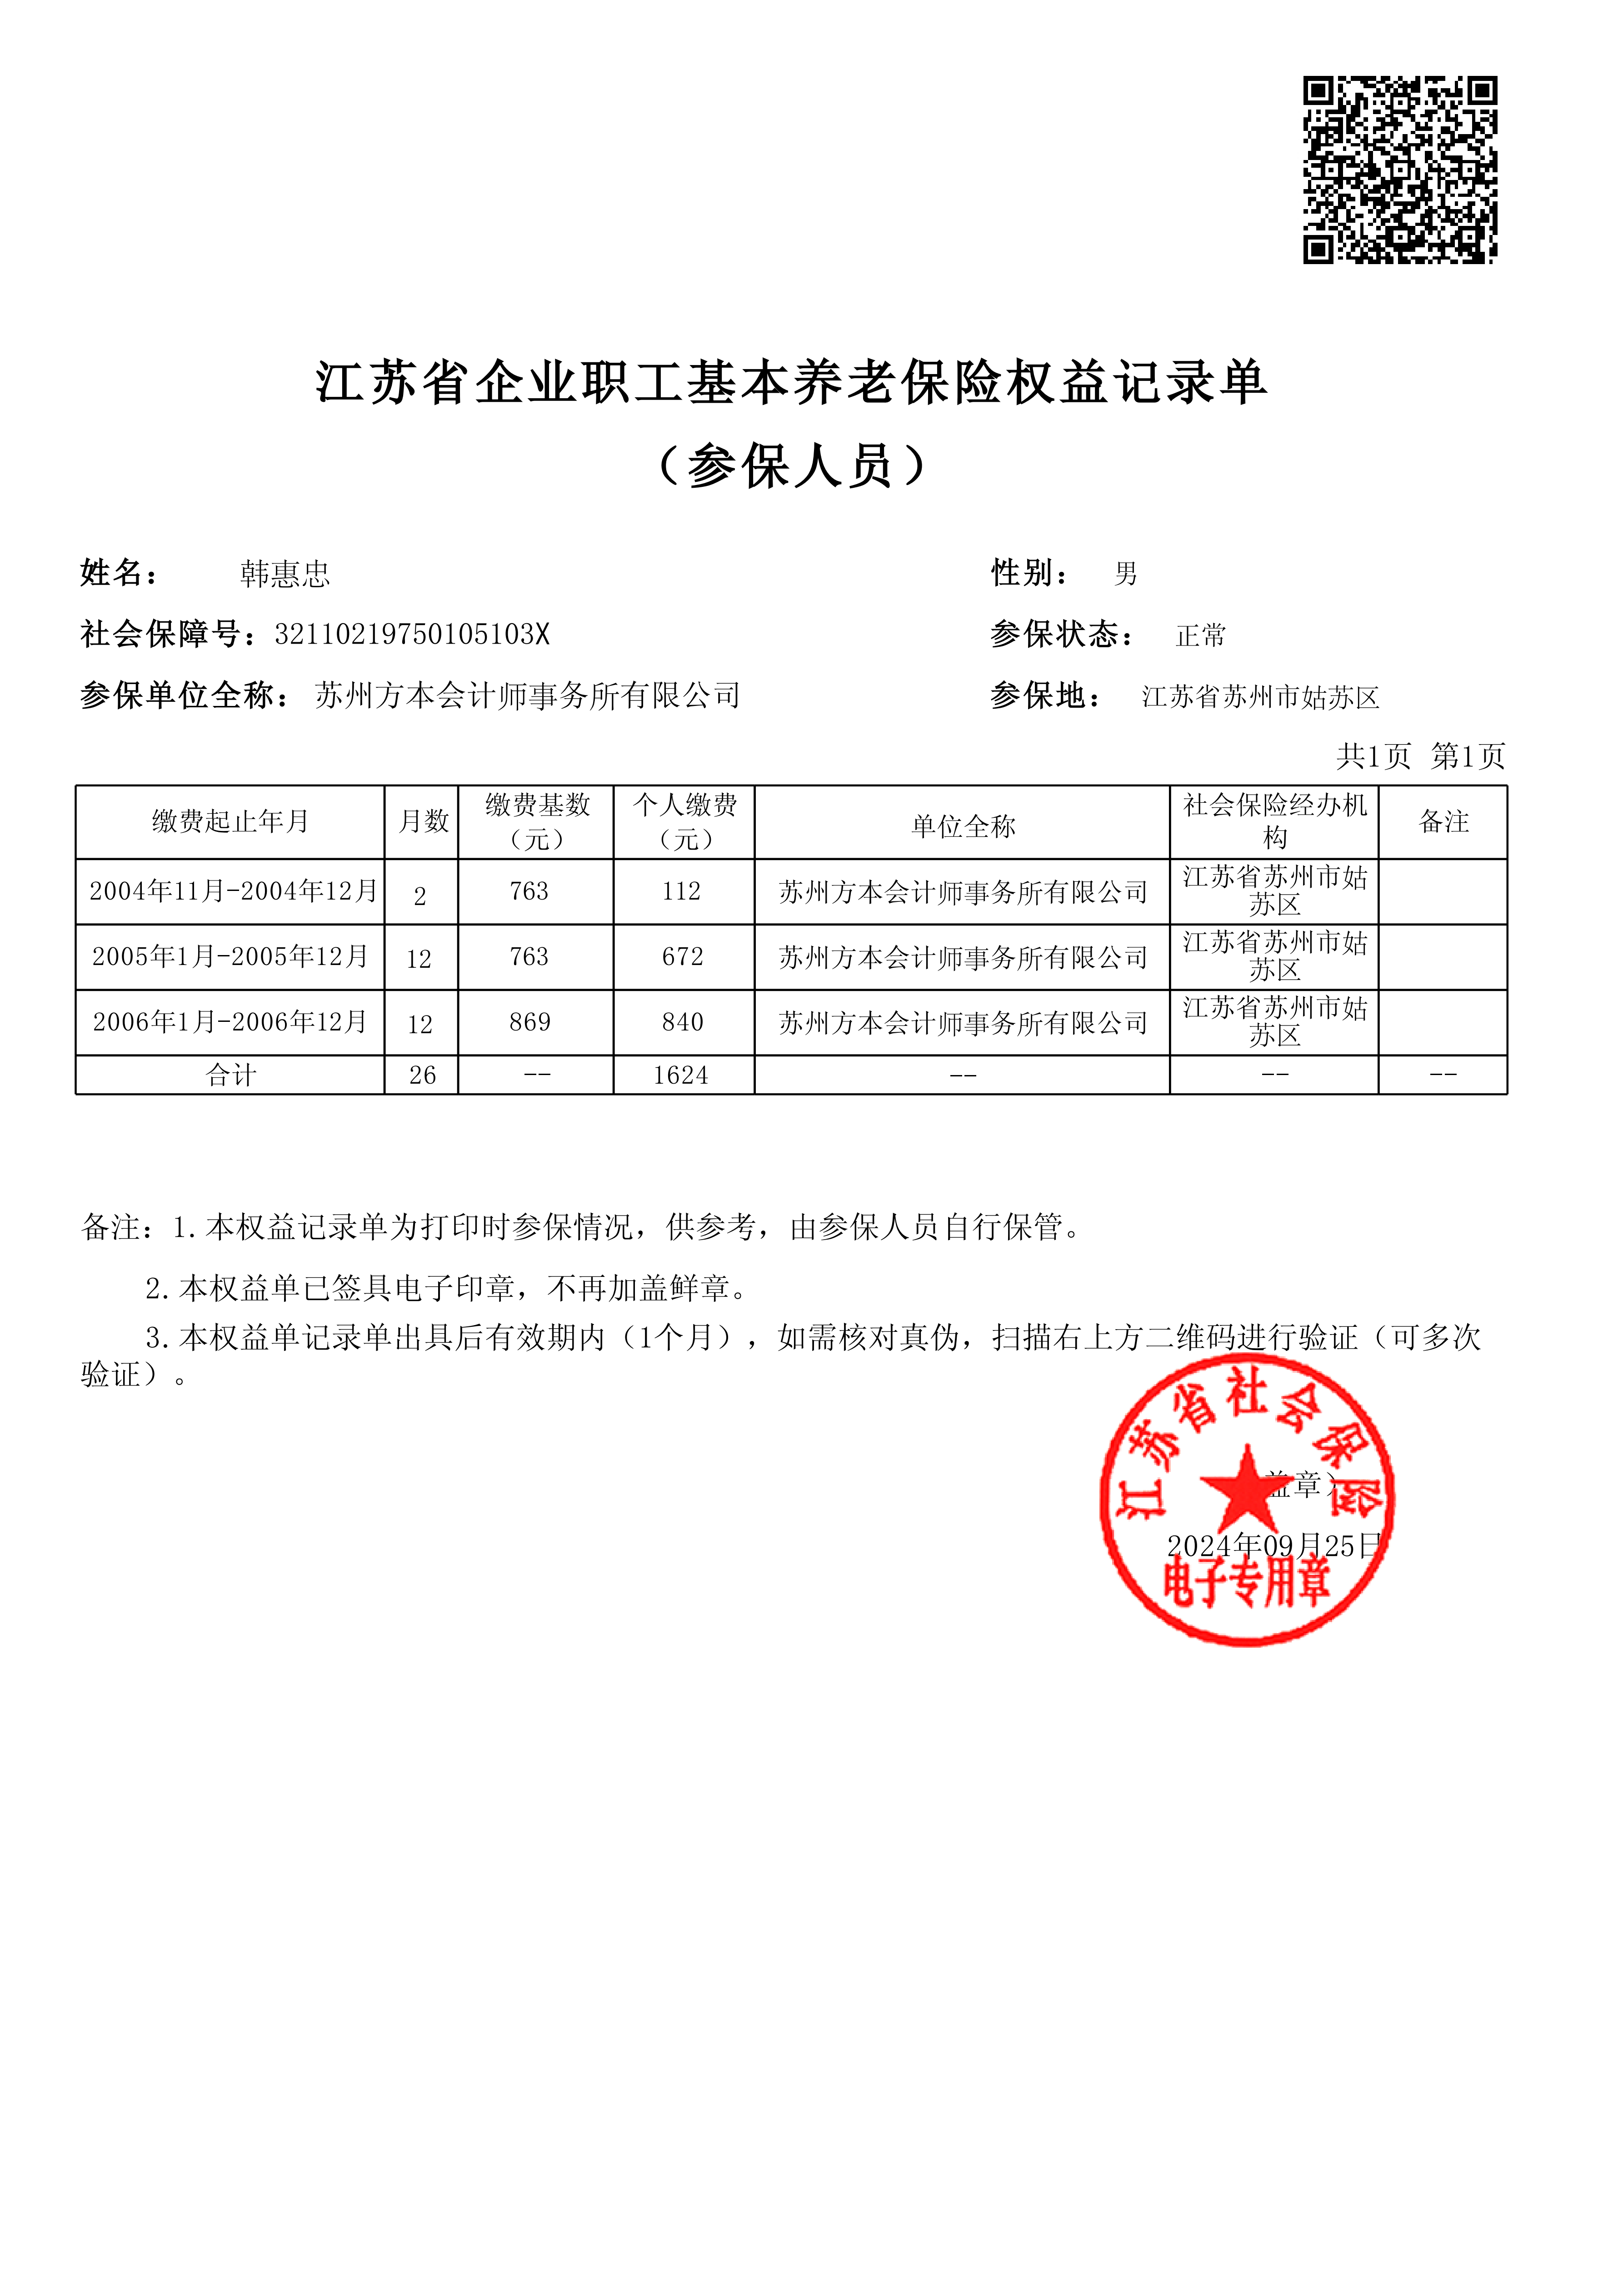 江苏省企业职工基本养老保险权益记录单
（参保人员）
姓名： 韩惠忠 性别： 男
社会保障号：32110219750105103X 参保状态： 正常
参保单位全称： 苏州方本会计师事务所有限公司 参保地： 江苏省苏州市姑苏区
共1页 第1页
缴费起止年月 月数 缴费基数（元） 个人缴费（元） 单位全称 社会保险经办机构 备注
2004年11月-2004年12月 2 763 112 苏州方本会计师事务所有限公司 江苏省苏州市姑苏区
2005年1月-2005年12月 12 763 672 苏州方本会计师事务所有限公司 江苏省苏州市姑苏区
2006年1月-2006年12月 12 869 840 苏州方本会计师事务所有限公司 江苏省苏州市姑苏区
合计 26 -- 1624 -- -- --
备注：1.本权益记录单为打印时参保情况，供参考，由参保人员自行保管。
2.本权益单已签具电子印章，不再加盖鲜章。
3.本权益单记录单出具后有效期内（1个月），如需核对真伪，扫描右上方二维码进行验证（可多次
验证）。
江苏省社会保险
盖章）
2024年09月25日
电子专用章